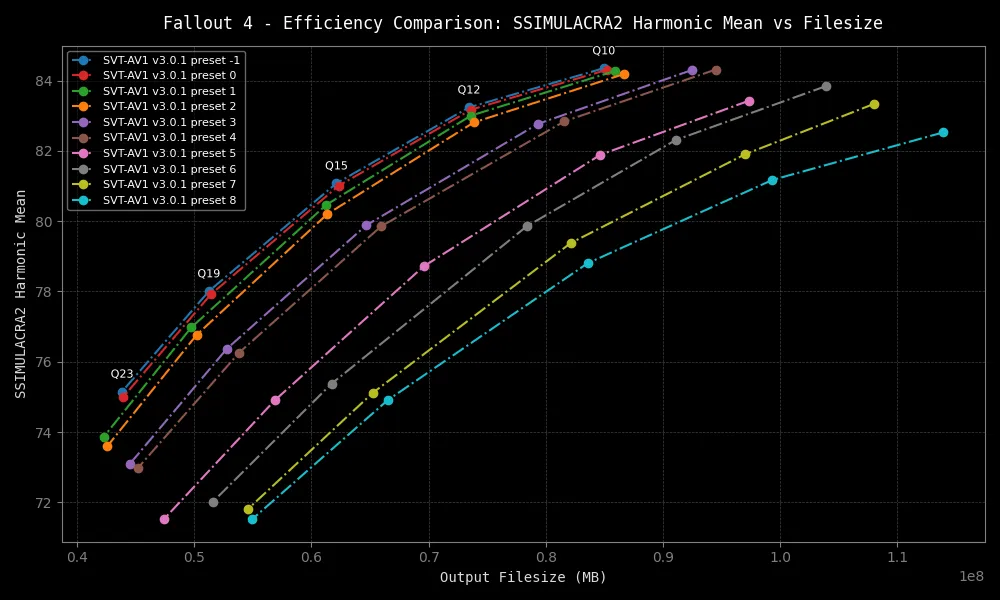 Fallout 4 - Efficiency Comparison: SSIMULACRA2 Harmonic Mean vs Filesize
SVT-AV1 v3.0.1 preset -1
SVT-AV1 v3.0.1 preset 0
SVT-AV1 v3.0.1 preset 1
SVT-AV1 v3.0.1 preset 2
SVT-AV1 v3.0.1 preset 3
SVT-AV1 v3.0.1 preset 4
SVT-AV1 v3.0.1 preset 5
SVT-AV1 v3.0.1 preset 6
SVT-AV1 v3.0.1 preset 7
SVT-AV1 v3.0.1 preset 8
Q10
Q12
Q15
Q19
Q23
SSIMULACRA2 Harmonic Mean
84
82
80
78
76
74
72
0.4 0.5 0.6 0.7 0.8 0.9 1.0 1.1
1e8
Output Filesize (MB)